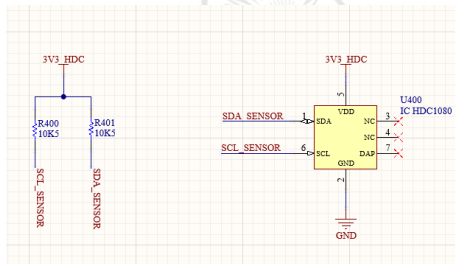 3V3_HDC
R400
10K5
R401
10K5
SCL_SENSOR
SDA_SENSOR
3V3_HDC
U400
IC HDC1080
5
VDD
SDA_SENSOR
1
SDA
NC
3
NC
4
SCL_SENSOR
6
SCL
DAP
7
GND
2
GND